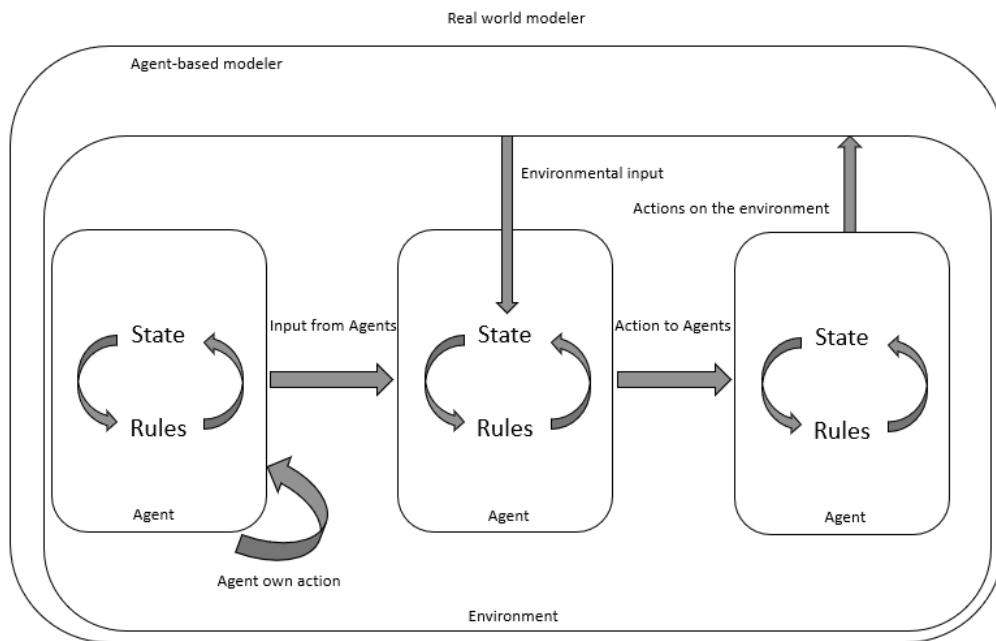 Real world modeler
Agent-based modeler
Environmental input
Actions on the environment
Input from Agents
Action to Agents
State
Rules
Agent
State
Rules
Agent
State
Rules
Agent
Agent own action
Environment